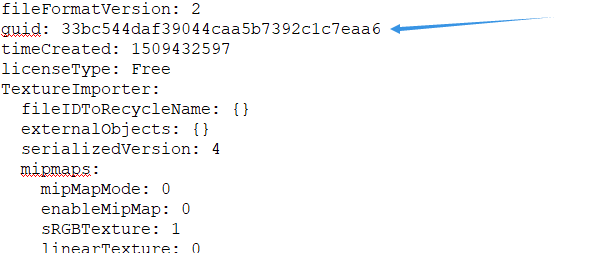 fileFormatVersion: 2
guid: 33bc544daf39044caa5b7392c1c7eaa6
timeCreated: 1509432597
licenseType: Free
TextureImporter:
  fileIDToRecycleName: {}
  externalObjects: {}
  serializedVersion: 4
  mipmaps:
    mipMapMode: 0
    enableMipMap: 0
    sRGBTexture: 1
    linearTexture: 0